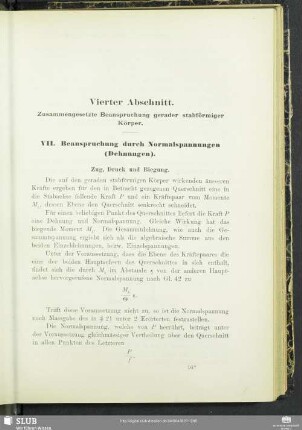 Vierter Abschnitt.
Zusammengesetzte Beanspruchung gerader stabförmiger
Körper.
VII. Beanspruchung durch Normalspannungen
(Dehnungen).
Zug, Druck und Biegung.
Die auf den geraden stabförmigen Körper wirkenden äusseren
Kräfte ergeben für den in Betracht gezogenen Querschnitt eine in
die Stabachse fallende Kraft P und ein Kräftepaar vom Momente
M, dessen Ebene den Querschnitt senkrecht schneidet.
Für einen beliebigen Punkt des Querschnittes liefert die Kraft P
eine Dehnung und Normalspannung. Gleiche Wirkung hat das
biegende Moment M. Die Gesammtdehnung, wie auch die Ge-
sammtspannung ergiebt sich als die algebraische Summe aus den
beiden Einzeldehnungen, bezw. Einzelspannungen.
Unter der Voraussetzung, dass die Ebene des Kräftepaares die
eine der beiden Hauptachsen des Querschnittes in sich enthält,
findet sich die durch M, im Abstande von der anderen Haupt-
achse hervorgerufene Normalspannung nach Gl. 42 zu
Trifft diese Voraussetzung nicht zu, so ist die Normalspannung
nach Massgabe des in § 21 unter 2 Erörterten, festzustellen.
Die Normalspannung, welche von P herrührt, beträgt unter
der Voraussetzung gleichmässiger Vertheilung über den Querschnitt
in allen Punkten des Letzteren
P
SLUB